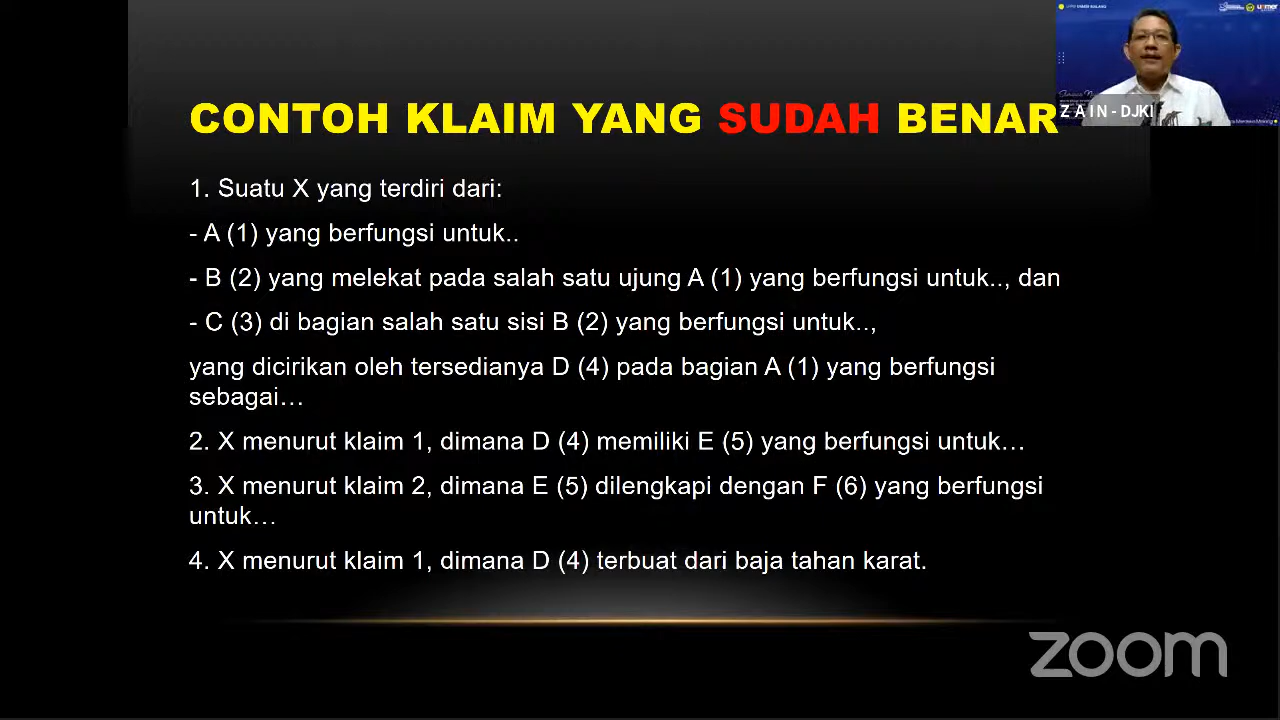 CONTOH KLAIM YANG SUDAH BENAR
Z A I N - DJKI
1. Suatu X yang terdiri dari:
- A (1) yang berfungsi untuk..
- B (2) yang melekat pada salah satu ujung A (1) yang berfungsi untuk.., dan
- C (3) di bagian salah satu sisi B (2) yang berfungsi untuk..,
yang dicirikan oleh tersedianya D (4) pada bagian A (1) yang berfungsi
sebagai…
2. X menurut klaim 1, dimana D (4) memiliki E (5) yang berfungsi untuk…
3. X menurut klaim 2, dimana E (5) dilengkapi dengan F (6) yang berfungsi
untuk…
4. X menurut klaim 1, dimana D (4) terbuat dari baja tahan karat.
zoom